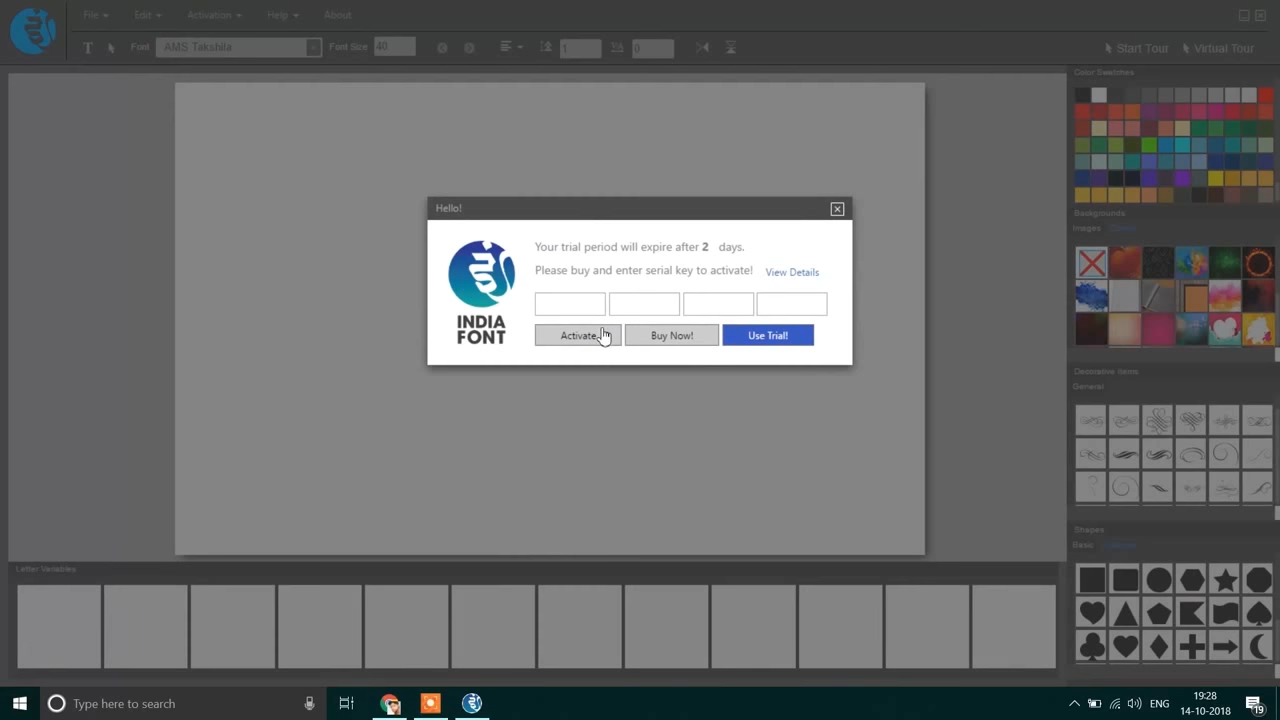 File Edit Activation Help About
T Font AMS Takshila Font Size 40 1 0 Start Tour Virtual Tour
Color Swatches
Hello!
Your trial period will expire after 2 days.
Please buy and enter serial key to activate! View Details
INDIA
FONT
Activate Buy Now! Use Trial!
Backgrounds
Images
Decorative Items
General
Shapes
Basic
Letter Variables
Type here to search
ENG
19:28
14-10-2018
19